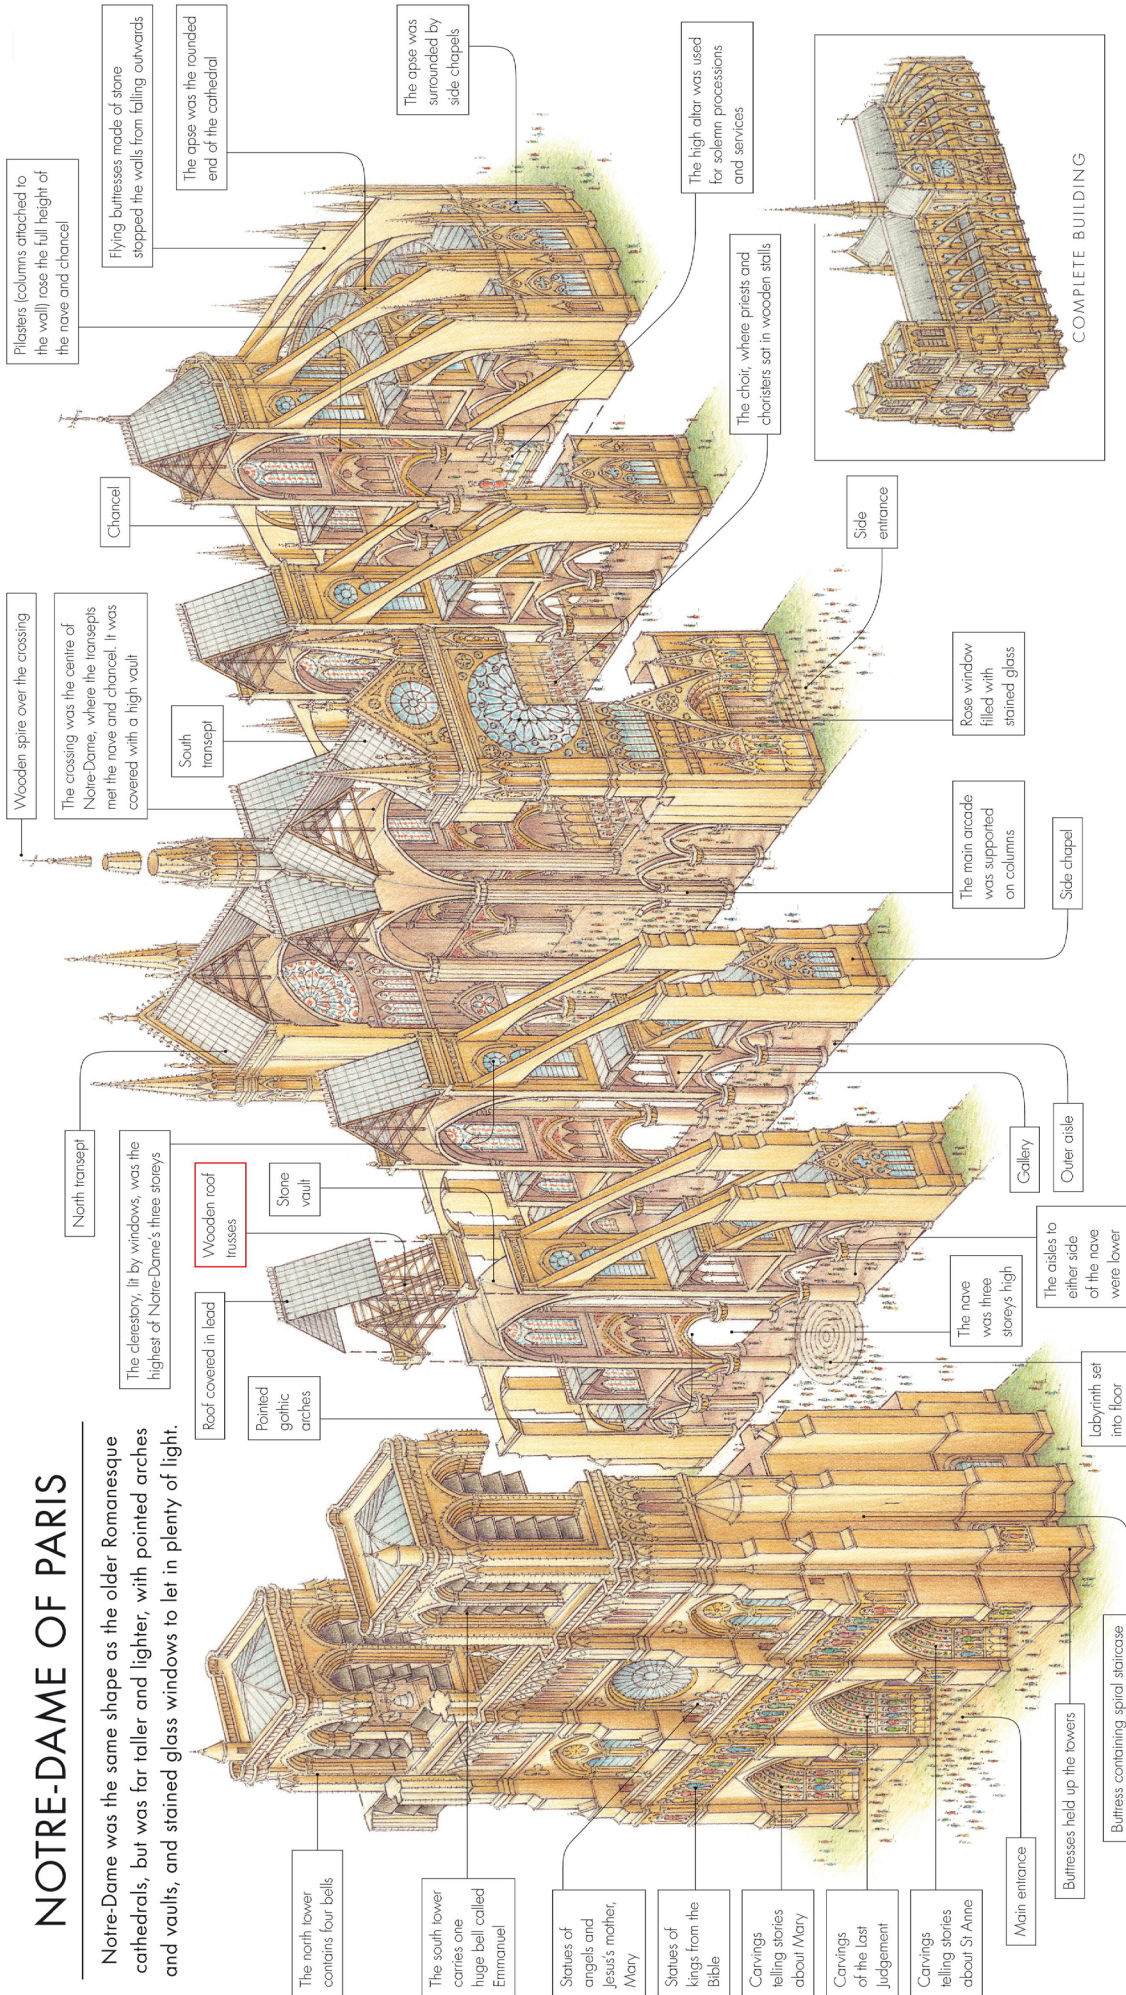 NOTRE-DAME OF PARIS
Notre-Dame was the same shape as the older Romanesque
cathedrals, but was far taller and lighter, with pointed arches
and vaults, and stained glass windows to let in plenty of light.
The north tower
contains four bells
The south tower
carries one
huge bell called
Emmanuel
Statues of
angels and
Jesus's mother,
Mary
Statues of
kings from the
Bible
Carvings
telling stories
about Mary
Carvings
of the Last
Judgement
Carvings
telling stories
about St Anne
Main entrance
Buttresses held up the towers
Buttress containing spiral staircase
Pointed
gothic
arches
Roof covered in lead
The clerestory, lit by windows, was the
highest of Notre-Dame's three storeys
Wooden roof
trusses
Stone
vault
North transept
Labyrinth set
into floor
The nave
was three
storeys high
The aisles to
either side
of the nave
were lower
Gallery
Outer aisle
Side chapel
The main arcade
was supported
on columns
Wooden spire over the crossing
The crossing was the centre of
Notre-Dame, where the transepts
met the nave and chancel. It was
covered with a high vault
South
transept
Rose window
filled with
stained glass
Side
entrance
Chancel
The choir, where priests and
choristers sat in wooden stalls
Pilasters (columns attached to
the wall) rose the full height of
the nave and chancel
Flying buttresses made of stone
stopped the walls from falling outwards
The apse was the rounded
end of the cathedral
The apse was
surrounded by
side chapels
The high altar was used
for solemn processions
and services
COMPLETE BUILDING